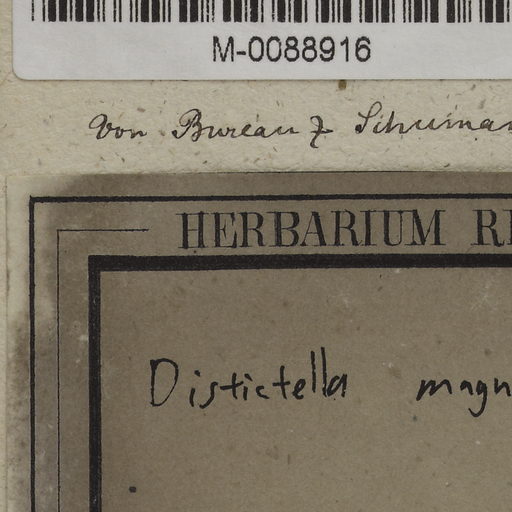 M-0088916
von Bureau & Schuman
HERBARIUM R
Distictella magn